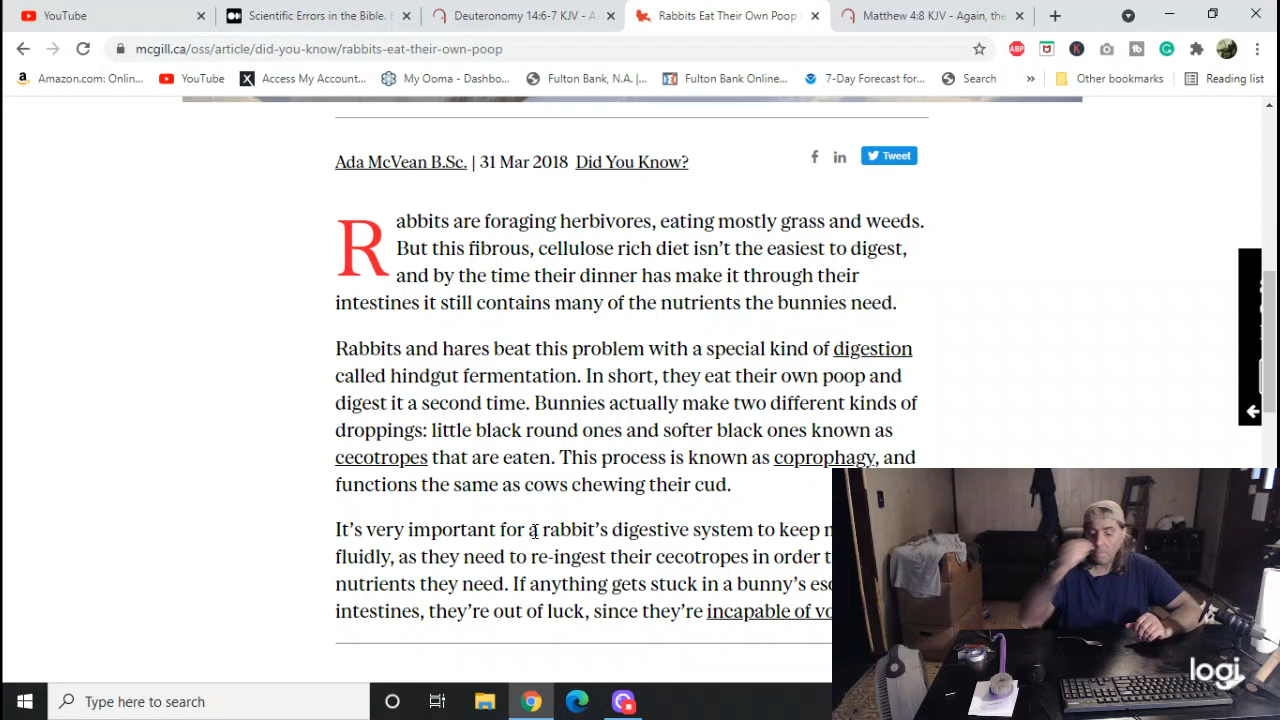 YouTube
Scientific Errors in the Bible.
Deuteronomy 14:6-7 KJV -
Rabbits Eat Their Own Poop
Matthew 4:8 KJV - Again, the
mcgill.ca/oss/article/did-you-know/rabbits-eat-their-own-poop
Amazon.com: Onlin...
YouTube
Access My Account...
My Ooma - Dashbo...
Fulton Bank, N.A. |...
Fulton Bank Online...
7-Day Forecast for...
Search
»
Other bookmarks
Reading list
Ada McVean B.Sc. | 31 Mar 2018 Did You Know?
Tweet
Rabbits are foraging herbivores, eating mostly grass and weeds.
But this fibrous, cellulose rich diet isn't the easiest to digest,
and by the time their dinner has make it through their
intestines it still contains many of the nutrients the bunnies need.
Rabbits and hares beat this problem with a special kind of digestion
called hindgut fermentation. In short, they eat their own poop and
digest it a second time. Bunnies actually make two different kinds of
droppings: little black round ones and softer black ones known as
cecotropes that are eaten. This process is known as coprophagy, and
functions the same as cows chewing their cud.
It's very important for a rabbit's digestive system to keep
fluidly, as they need to re-ingest their cecotropes in order
nutrients they need. If anything gets stuck in a bunny's
intestines, they're out of luck, since they're incapable of
logi
Type here to search